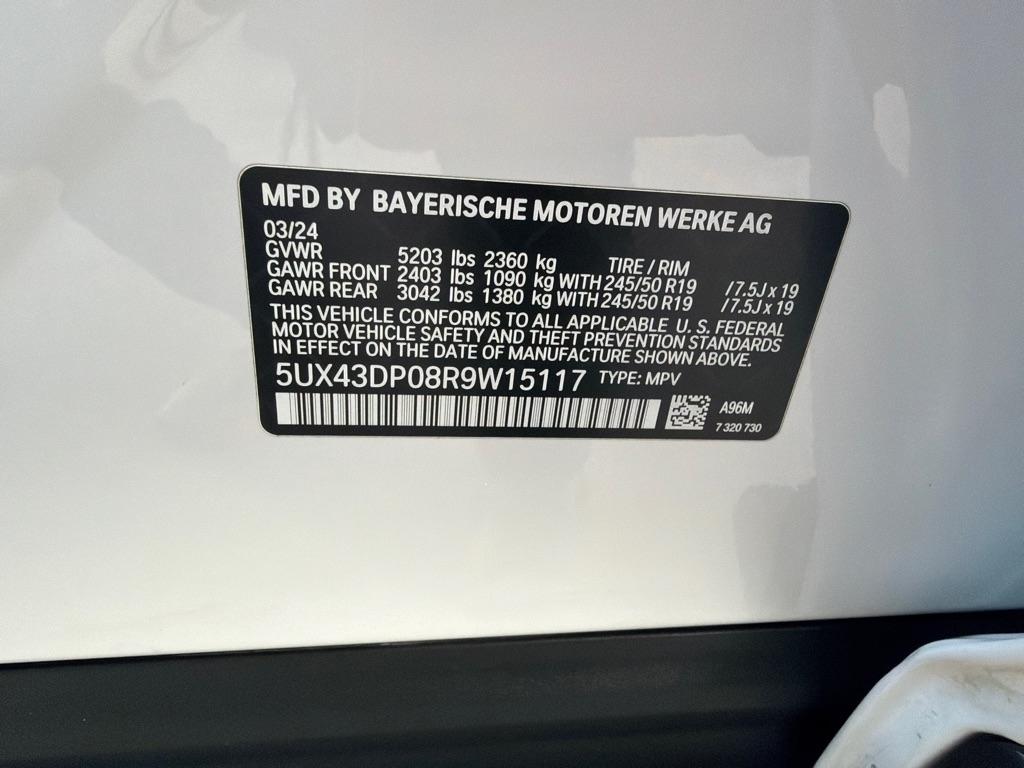 MFD BY BAYERISCHE MOTOREN WERKE AG
03/24
GVWR 5203 lbs 2360 kg TIRE / RIM
GAWR FRONT 2403 lbs 1090 kg WITH 245/50 R19 / 7.5J x 19
GAWR REAR 3042 lbs 1380 kg WITH 245/50 R19 / 7.5J x 19
THIS VEHICLE CONFORMS TO ALL APPLICABLE U. S. FEDERAL
MOTOR VEHICLE SAFETY AND THEFT PREVENTION STANDARDS
IN EFFECT ON THE DATE OF MANUFACTURE SHOWN ABOVE.
5UX43DP08R9W15117 TYPE: MPV
A96M
7 320 730